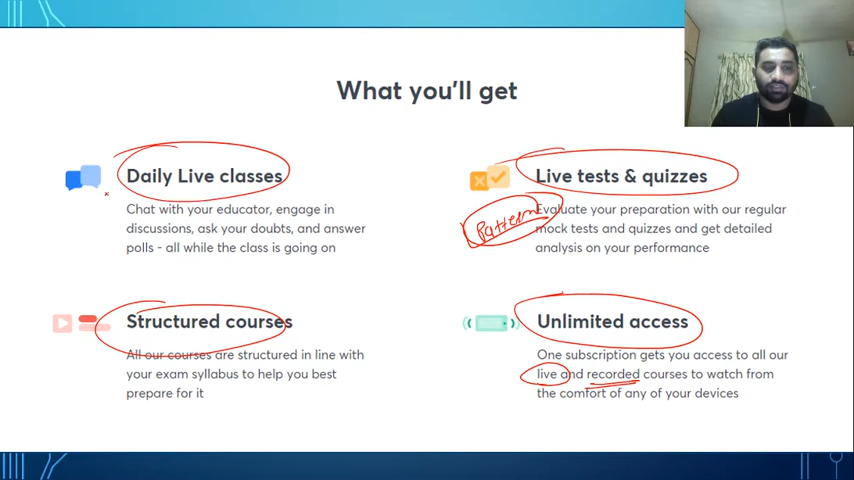 What you'll get
Daily Live classes
Chat with your educator, engage in
discussions, ask your doubts, and answer
polls - all while the class is going on
Live tests & quizzes
Pattern
Evaluate your preparation with our regular
mock tests and quizzes and get detailed
analysis on your performance
Structured courses
All our courses are structured in line with
your exam syllabus to help you best
prepare for it
Unlimited access
One subscription gets you access to all our
live and recorded courses to watch from
the comfort of any of your devices